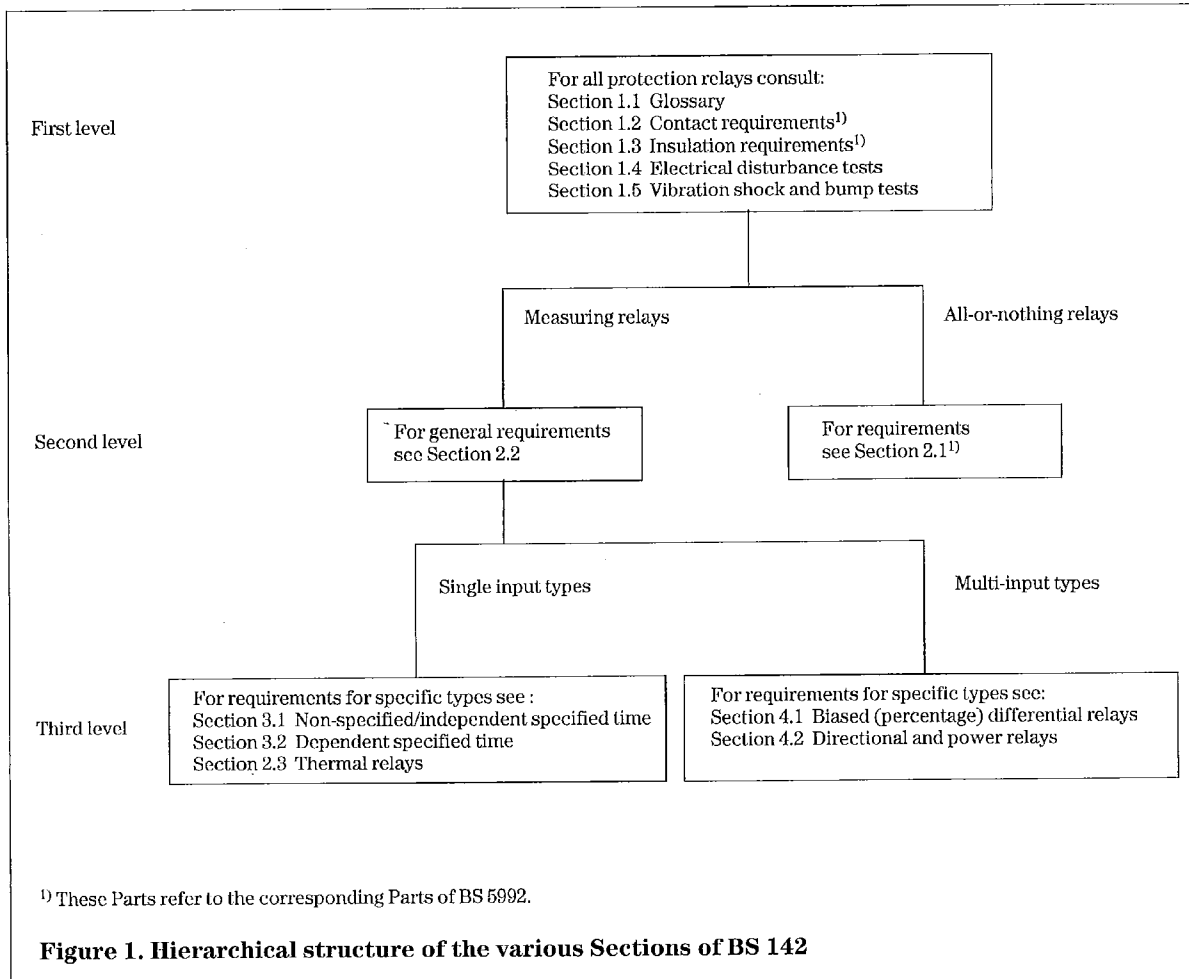 For all protection relays consult:
Section 1.1 Glossary
Section 1.2 Contact requirements¹⁾
First level
Section 1.3 Insulation requirements¹⁾
Section 1.4 Electrical disturbance tests
Section 1.5 Vibration shock and bump tests
Measuring relays
All-or-nothing relays
Second level
For general requirements
see Section 2.2
For requirements
see Section 2.1¹⁾
Single input types
Multi-input types
Third level
For requirements for specific types see :
Section 3.1 Non-specified/independent specified time
Section 3.2 Dependent specified time
Section 2.3 Thermal relays
For requirements for specific types see:
Section 4.1 Biased (percentage) differential relays
Section 4.2 Directional and power relays
¹⁾ These Parts refer to the corresponding Parts of BS 5992.
Figure 1. Hierarchical structure of the various Sections of BS 142